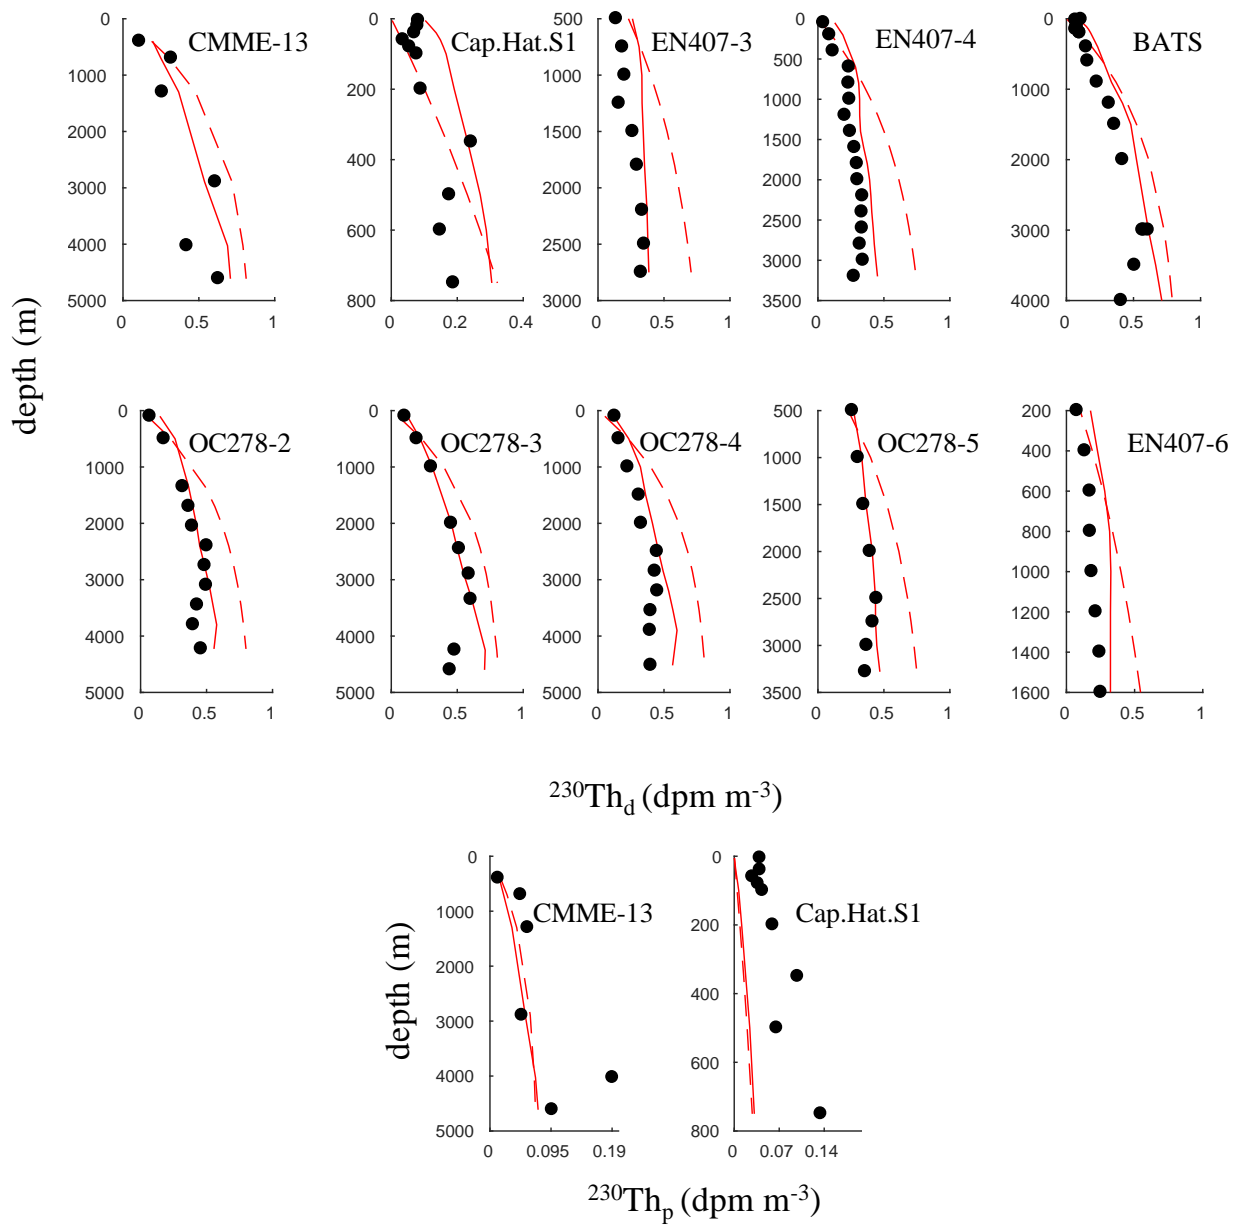 depth (m)
0
1000
2000
3000
4000
5000
0 0.5 1
CMME-13
0
200
400
600
800
0 0.2 0.4
Cap.Hat.S1
500
1000
1500
2000
2500
3000
0 0.5 1
EN407-3
0
500
1000
1500
2000
2500
3000
3500
0 0.5 1
EN407-4
0
1000
2000
3000
4000
0 0.5 1
BATS
0
1000
2000
3000
4000
5000
0 0.5 1
OC278-2
0
1000
2000
3000
4000
5000
0 0.5 1
OC278-3
0
1000
2000
3000
4000
5000
0 0.5 1
OC278-4
500
1000
1500
2000
2500
3000
3500
0 0.5 1
OC278-5
200
400
600
800
1000
1200
1400
1600
0 0.5 1
EN407-6
²³⁰Th_d (dpm m⁻³)
depth (m)
0
1000
2000
3000
4000
5000
0 0.095 0.19
CMME-13
0
200
400
600
800
0 0.07 0.14
Cap.Hat.S1
²³⁰Th_p (dpm m⁻³)